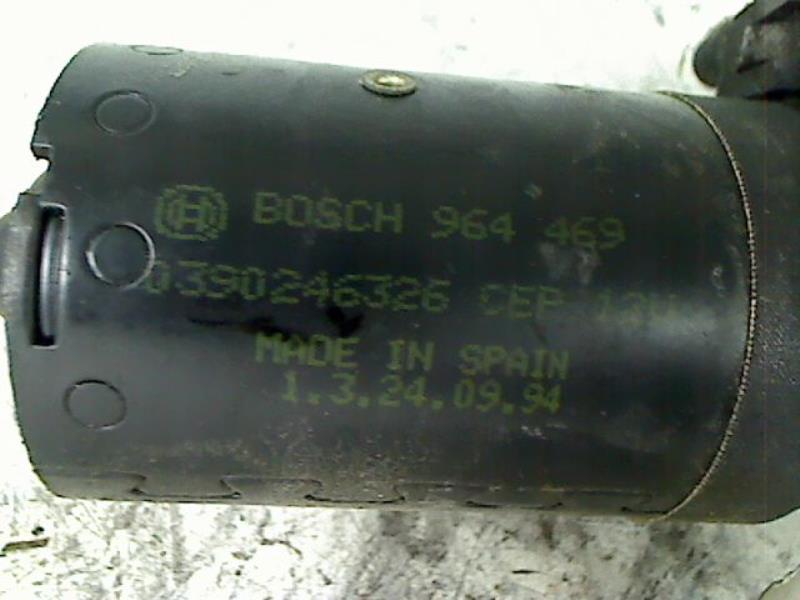 BOSCH 964 469
0390246326 CEP 12V
MADE IN SPAIN
1.3.24.09.94